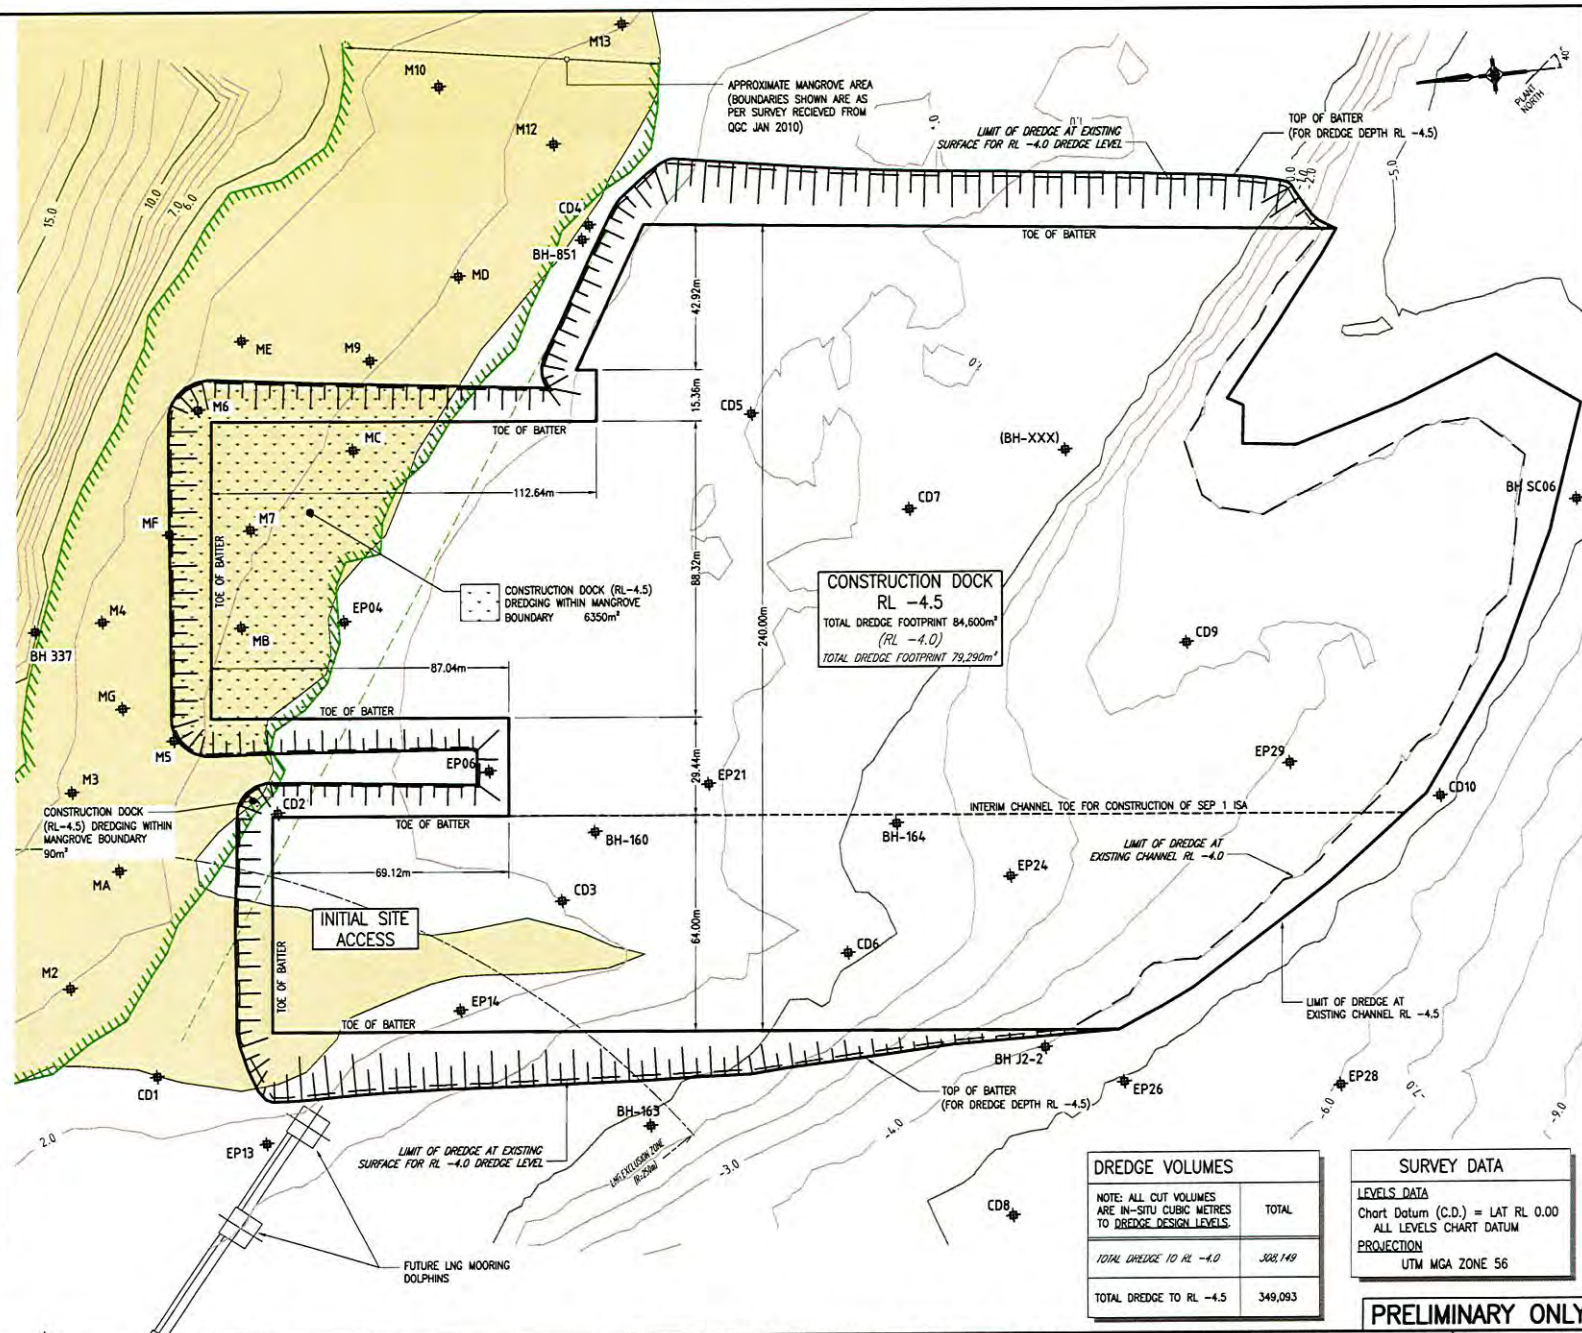 M13
M10
APPROXIMATE MANGROVE AREA
(BOUNDARIES SHOWN ARE AS
PER SURVEY RECIEVED FROM
QGC JAN 2010)
M12
LIMIT OF DREDGE AT EXISTING
SURFACE FOR RL -4.0 DREDGE LEVEL
TOP OF BATTER
(FOR DREDGE DEPTH RL -4.5)
PLANT
NORTH
40°
15.0
10.0
7.0
6.0
0.0
-1.0
-2.0
-5.0
CD4
BH-851
TOE OF BATTER
MD
42.92m
ME
M9
15.36m
M6
CD5
TOE OF BATTER
MC
(BH-XXX)
112.64m
BH SC06
CD7
MF
M7
TOE OF BATTER
88.32m
CONSTRUCTION DOCK (RL-4.5)
DREDGING WITHIN MANGROVE
BOUNDARY 6350m²
CONSTRUCTION DOCK
RL -4.5
TOTAL DREDGE FOOTPRINT 84,600m²
(RL -4.0)
TOTAL DREDGE FOOTPRINT 79,290m²
M4
EP04
240.00m
BH 337
MB
CD9
87.04m
MG
TOE OF BATTER
M5
EP06
29.44m
EP21
EP29
M3
CD2
CD10
CONSTRUCTION DOCK
(RL-4.5) DREDGING WITHIN
MANGROVE BOUNDARY
90m²
TOE OF BATTER
INTERIM CHANNEL TOE FOR CONSTRUCTION OF SEP 1 ISA
BH-160
BH-164
LIMIT OF DREDGE AT
EXISTING CHANNEL RL -4.0
MA
69.12m
EP24
CD3
INITIAL SITE
ACCESS
64.00m
CD6
M2
TOE OF BATTER
EP14
LIMIT OF DREDGE AT
EXISTING CHANNEL RL -4.5
TOE OF BATTER
BH J2-2
CD1
TOP OF BATTER
(FOR DREDGE DEPTH RL -4.5)
EP26
EP28
-6.0
-7.0
-9.0
2.0
BH-163
-4.0
EP13
LIMIT OF DREDGE AT EXISTING
SURFACE FOR RL -4.0 DREDGE LEVEL
LNG EXCLUSION ZONE
(R=250m)
-3.0
CD8
FUTURE LNG MOORING
DOLPHINS
DREDGE VOLUMES
NOTE: ALL CUT VOLUMES
ARE IN-SITU CUBIC METRES
TO DREDGE DESIGN LEVELS.
TOTAL
TOTAL DREDGE TO RL -4.0 308,149
TOTAL DREDGE TO RL -4.5 349,093
SURVEY DATA
LEVELS DATA
Chart Datum (C.D.) = LAT RL 0.00
ALL LEVELS CHART DATUM
PROJECTION
UTM MGA ZONE 56
PRELIMINARY ONLY